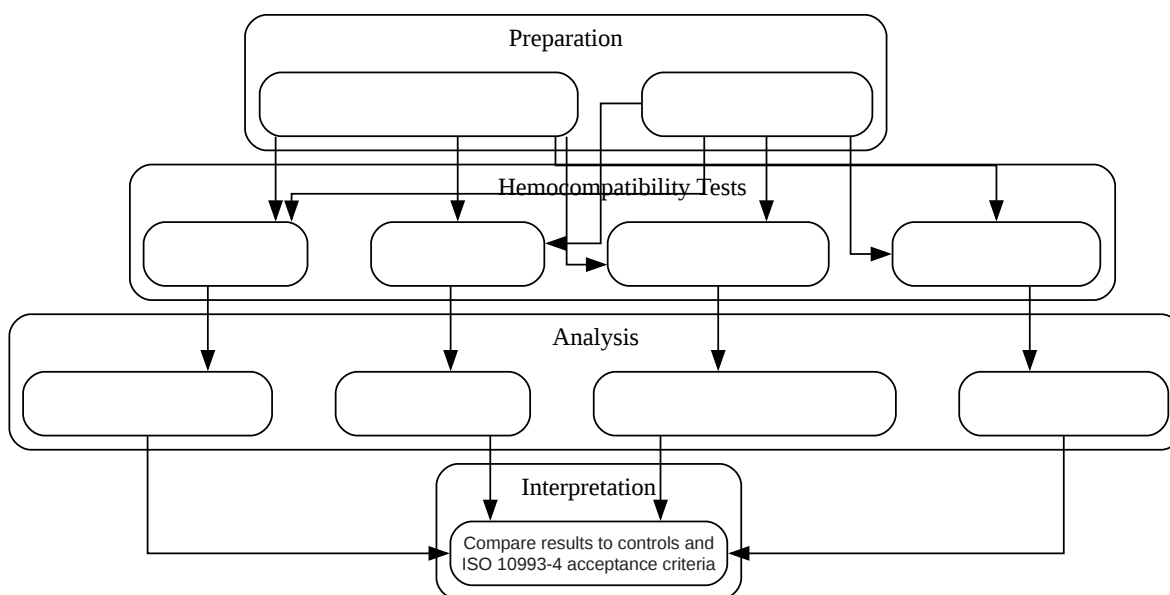 Preparation
Hemocompatibility Tests
Analysis
Interpretation
Compare results to controls and
ISO 10993-4 acceptance criteria